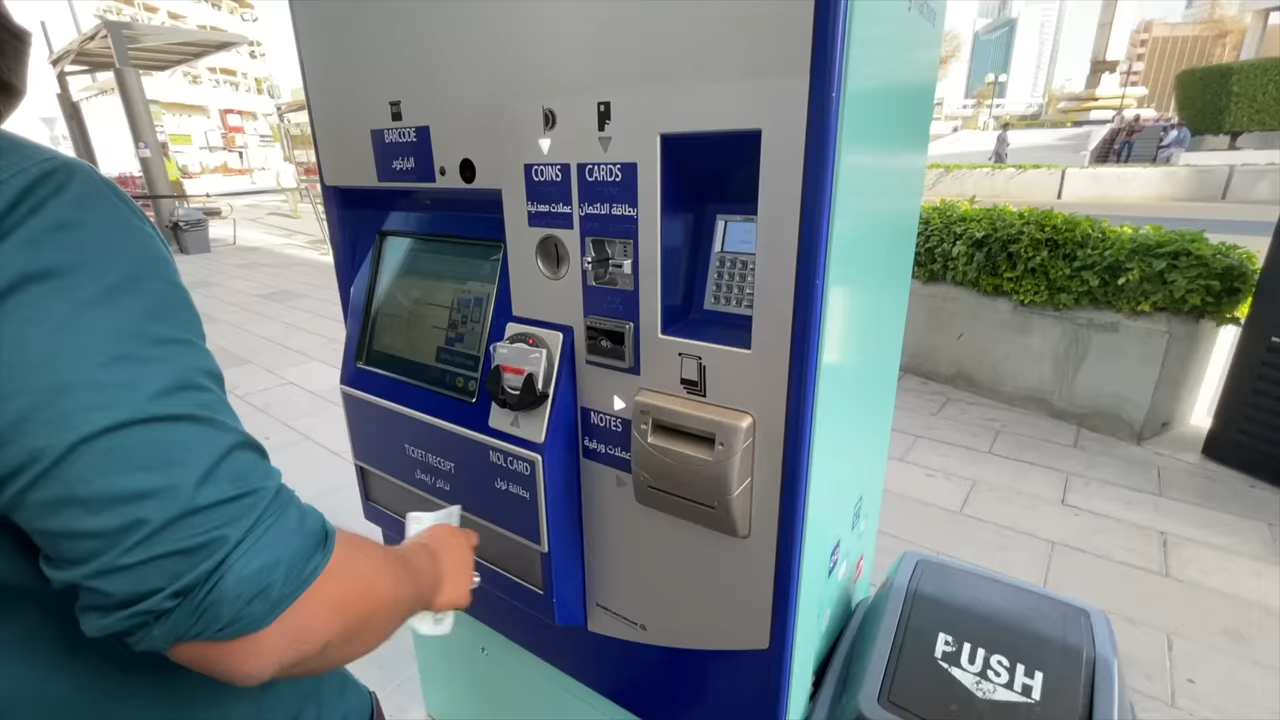 BARCODE
الباركود
COINS
عملات معدنية
CARDS
بطاقة الائتمان
NOTES
عملات ورقية
TICKET/RECEIPT
تذاكر / إيصال
NOL CARD
بطاقة نول
PUSH